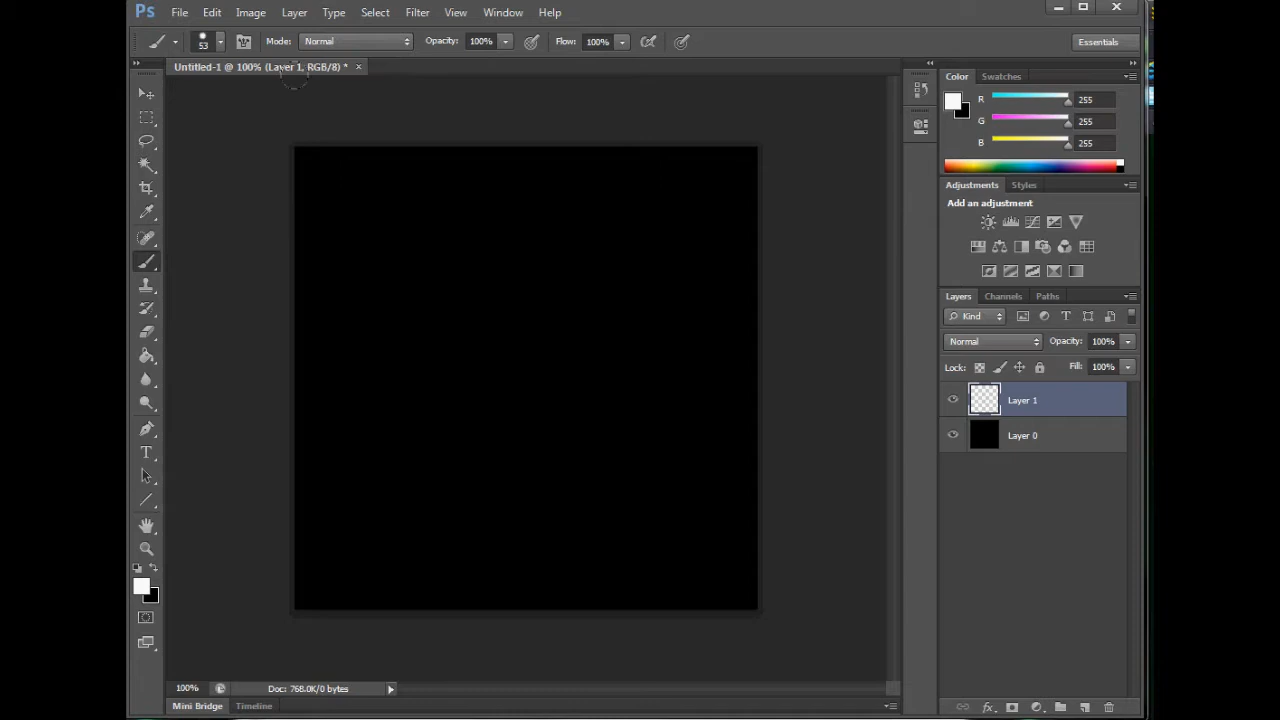 Ps File Edit Image Layer Type Select Filter View Window Help
53 Mode: Normal Opacity: 100% Flow: 100% Essentials
Untitled-1 @ 100% (Layer 1, RGB/8) * ×
Color Swatches
R 255
G 255
B 255
Adjustments Styles
Add an adjustment
Layers Channels Paths
Kind
Normal Opacity: 100%
Lock: Fill: 100%
Layer 1
Layer 0
100% Doc: 768.0K/0 bytes
Mini Bridge Timeline